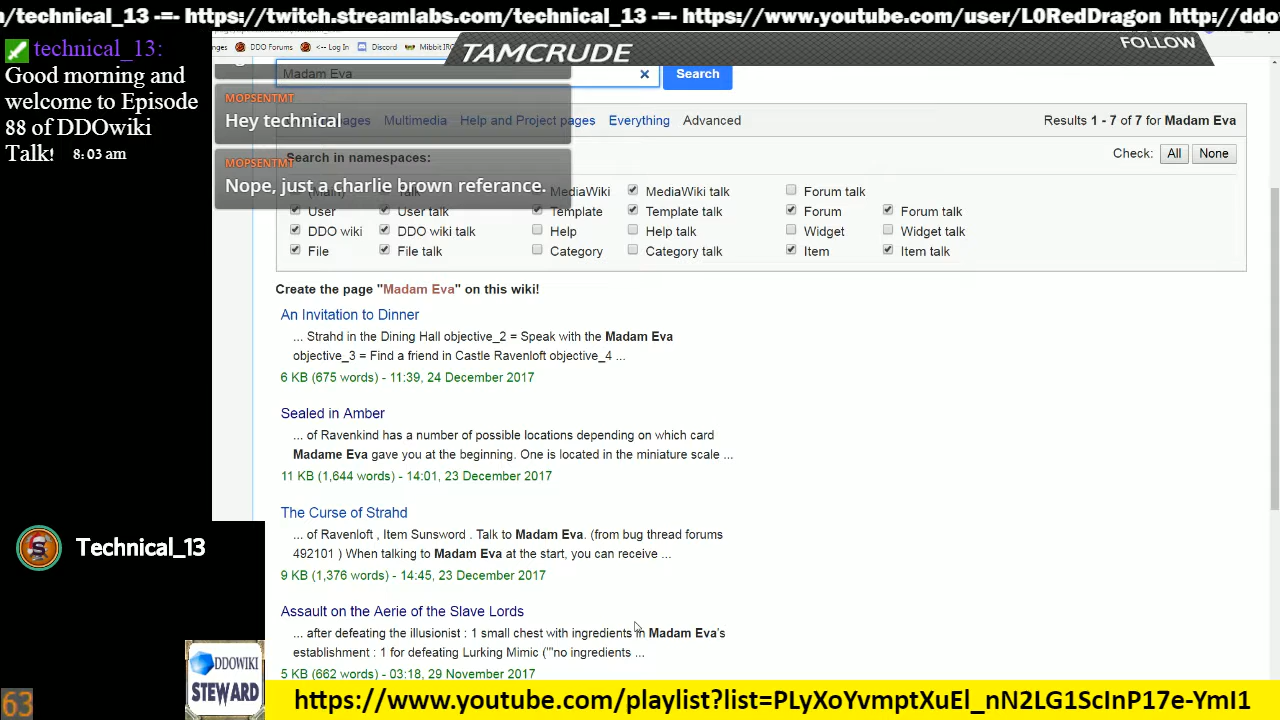 /technical_13 -=- https://twitch.streamlabs.com/technical_13 -=- https://www.youtube.com/user/L0RedDragon http://ddo
technical_13:
Good morning and
welcome to Episode
88 of DDOwiki
Talk! 8:03 am
DDO Forums <-- Log In Discord Mibbit IRC
TAMCRUDE
FOLLOW
Madam Eva × Search
MOPSENTMT
Hey technical
Multimedia Help and Project pages Everything Advanced
Results 1 - 7 of 7 for Madam Eva
MOPSENTMT
Nope, just a charlie brown referance.
Search in namespaces:
Check: All None
MediaWiki MediaWiki talk Forum talk
User User talk Template Template talk Forum Forum talk
DDO wiki DDO wiki talk Help Help talk Widget Widget talk
File File talk Category Category talk Item Item talk
Create the page "Madam Eva" on this wiki!
An Invitation to Dinner
... Strahd in the Dining Hall objective_2 = Speak with the Madam Eva
objective_3 = Find a friend in Castle Ravenloft objective_4 ...
6 KB (675 words) - 11:39, 24 December 2017
Sealed in Amber
... of Ravenkind has a number of possible locations depending on which card
Madame Eva gave you at the beginning. One is located in the miniature scale ...
11 KB (1,644 words) - 14:01, 23 December 2017
The Curse of Strahd
... of Ravenloft , Item Sunsword . Talk to Madam Eva. (from bug thread forums
492101 ) When talking to Madam Eva at the start, you can receive ...
9 KB (1,376 words) - 14:45, 23 December 2017
Assault on the Aerie of the Slave Lords
... after defeating the illusionist : 1 small chest with ingredients in Madam Eva's
establishment : 1 for defeating Lurking Mimic ('"no ingredients ...
5 KB (662 words) - 03:18, 29 November 2017
Technical_13
DDOWIKI
STEWARD
63
https://www.youtube.com/playlist?list=PLyXoYvmptXuEl_nN2LG1ScInP17e-YmI1